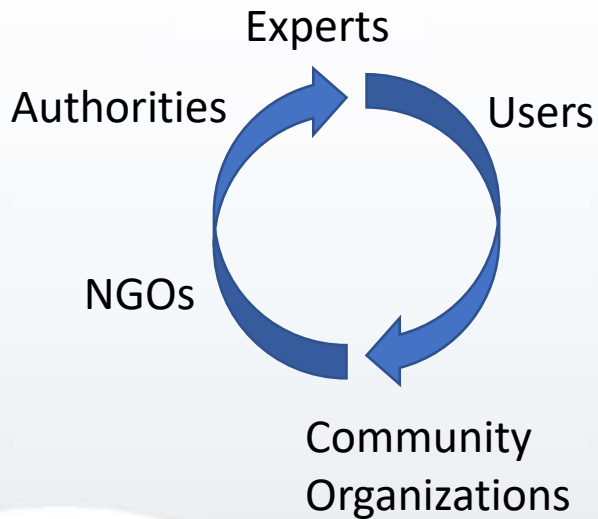 Experts
Authorities
Users
NGOs
Community
Organizations